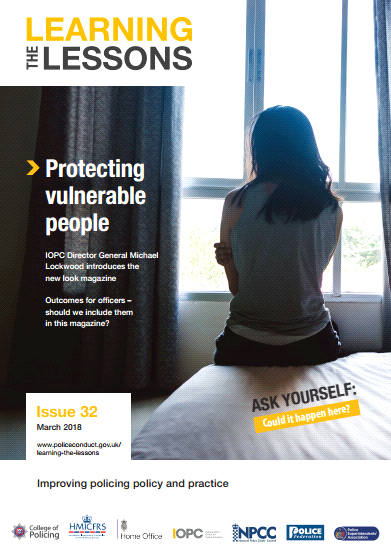 LEARNING
THE LESSONS
Protecting
vulnerable
people
IOPC Director General Michael
Lockwood introduces the
new look magazine
Outcomes for officers –
should we include them
in this magazine?
ASK YOURSELF:
Could it happen here?
Issue 32
March 2018
www.policeconduct.gov.uk/
learning-the-lessons
Improving policing policy and practice
College of
Policing
HMICFRS
Home Office
IOPC
NPCC
National Police Chiefs' Council
POLICE
Federation
Police
Superintendents'
Association